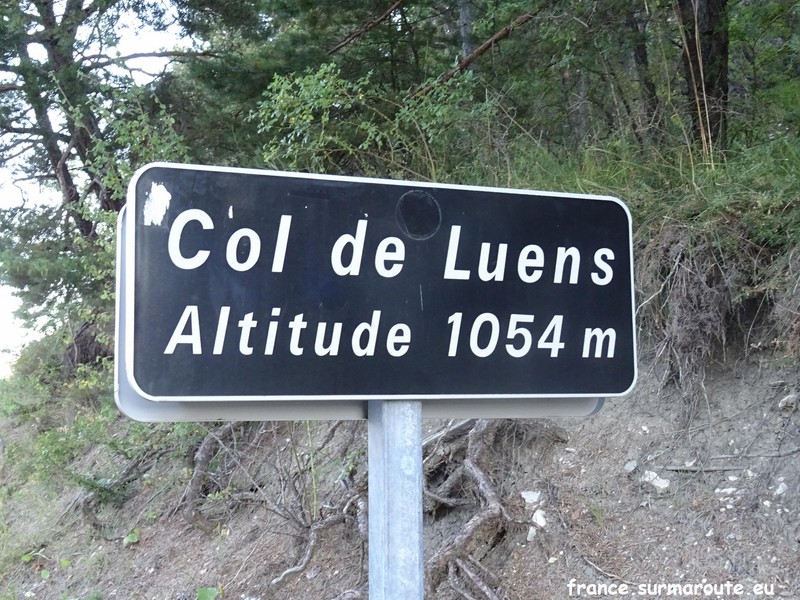 Col de Luens
Altitude 1054 m
france.surmaroute.eu